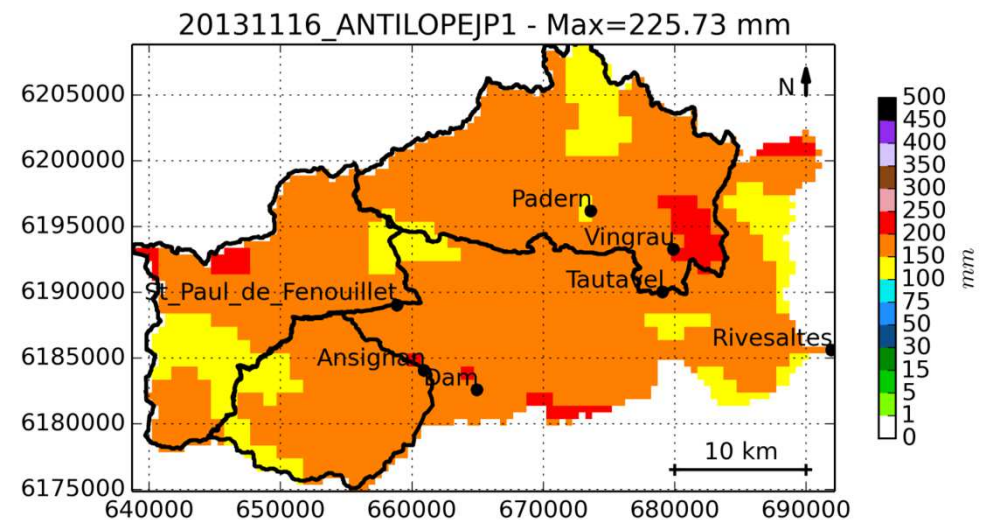 20131116_ANTILOPEJP1 - Max=225.73 mm
6205000
6200000
6195000
6190000
6185000
6180000
6175000
N
Padern
Vingrau
Tautavel
St_Paul_de_Fenouillet
Rivesaltes
Ansignan
Dam
10 km
640000 650000 660000 670000 680000 690000
500
450
400
350
300
250
200
150
100
75
50
30
15
5
1
0
mm